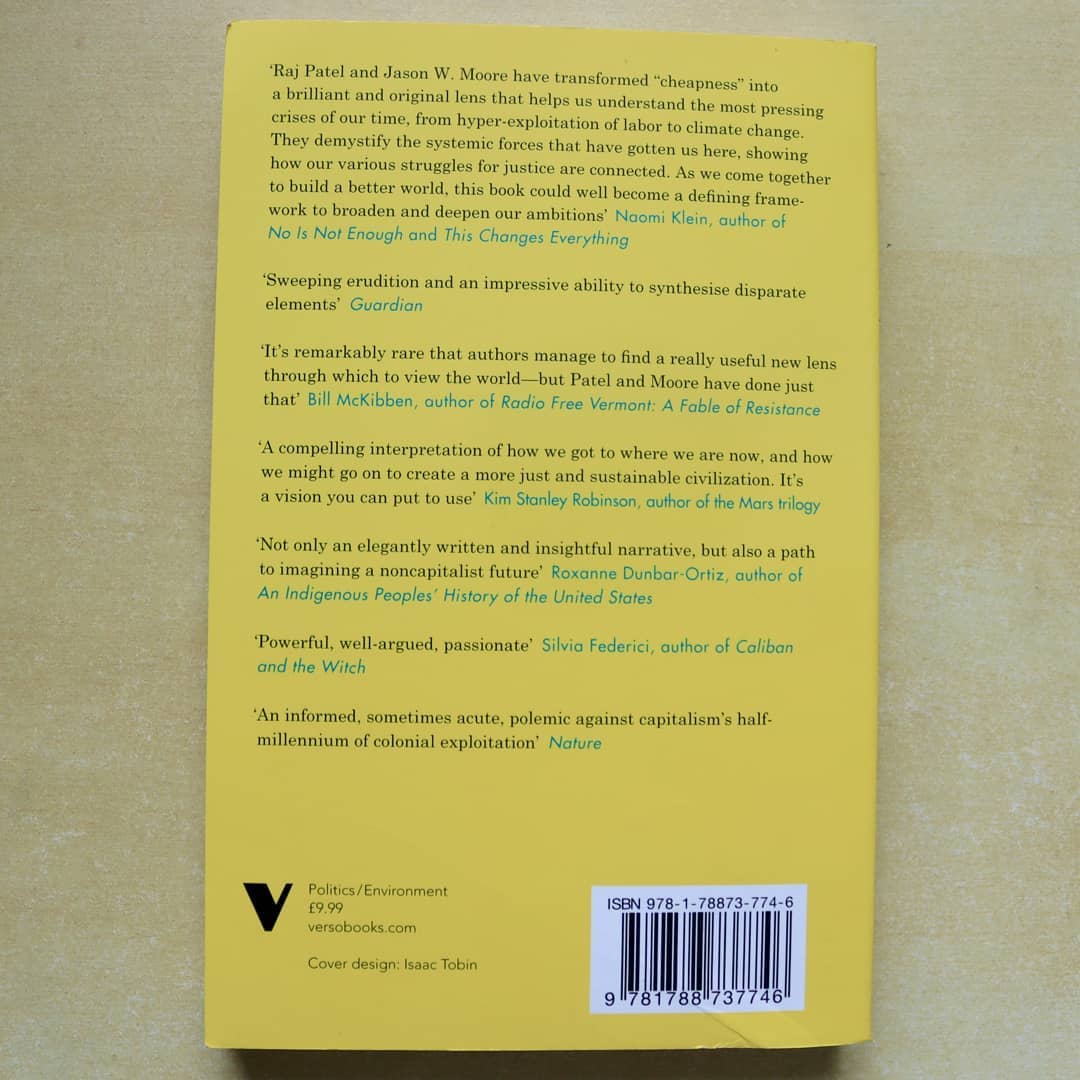 ‘Raj Patel and Jason W. Moore have transformed “cheapness” into
a brilliant and original lens that helps us understand the most pressing
crises of our time, from hyper-exploitation of labor to climate change.
They demystify the systemic forces that have gotten us here, showing
how our various struggles for justice are connected. As we come together
to build a better world, this book could well become a defining frame-
work to broaden and deepen our ambitions’ Naomi Klein, author of
No Is Not Enough and This Changes Everything
‘Sweeping erudition and an impressive ability to synthesise disparate
elements’ Guardian
‘It’s remarkably rare that authors manage to find a really useful new lens
through which to view the world—but Patel and Moore have done just
that’ Bill McKibben, author of Radio Free Vermont: A Fable of Resistance
‘A compelling interpretation of how we got to where we are now, and how
we might go on to create a more just and sustainable civilization. It’s
a vision you can put to use’ Kim Stanley Robinson, author of the Mars trilogy
‘Not only an elegantly written and insightful narrative, but also a path
to imagining a noncapitalist future’ Roxanne Dunbar-Ortiz, author of
An Indigenous Peoples’ History of the United States
‘Powerful, well-argued, passionate’ Silvia Federici, author of Caliban
and the Witch
‘An informed, sometimes acute, polemic against capitalism’s half-
millennium of colonial exploitation’ Nature
V
Politics/Environment
£9.99
versobooks.com
Cover design: Isaac Tobin
ISBN 978-1-78873-774-6
9 781788 737746